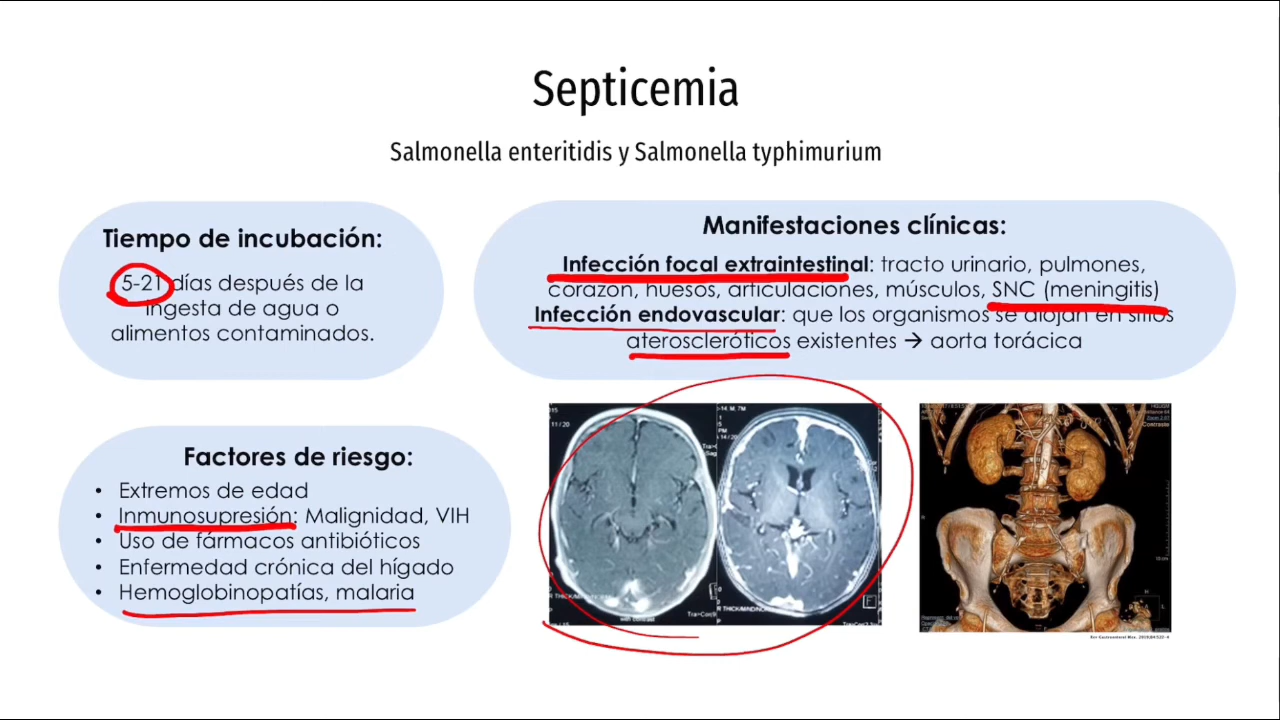 Septicemia
Salmonella enteritidis y Salmonella typhimurium
Tiempo de incubación:
5-21 días después de la
ingesta de agua o
alimentos contaminados.
Manifestaciones clínicas:
Infección focal extraintestinal: tracto urinario, pulmones,
corazón, huesos, articulaciones, músculos, SNC (meningitis)
Infección endovascular: que los organismos se alojan en sitios
ateroscleróticos existentes → aorta torácica
Factores de riesgo:
• Extremos de edad
• Inmunosupresión: Malignidad, VIH
• Uso de fármacos antibióticos
• Enfermedad crónica del hígado
• Hemoglobinopatías, malaria
with contrast